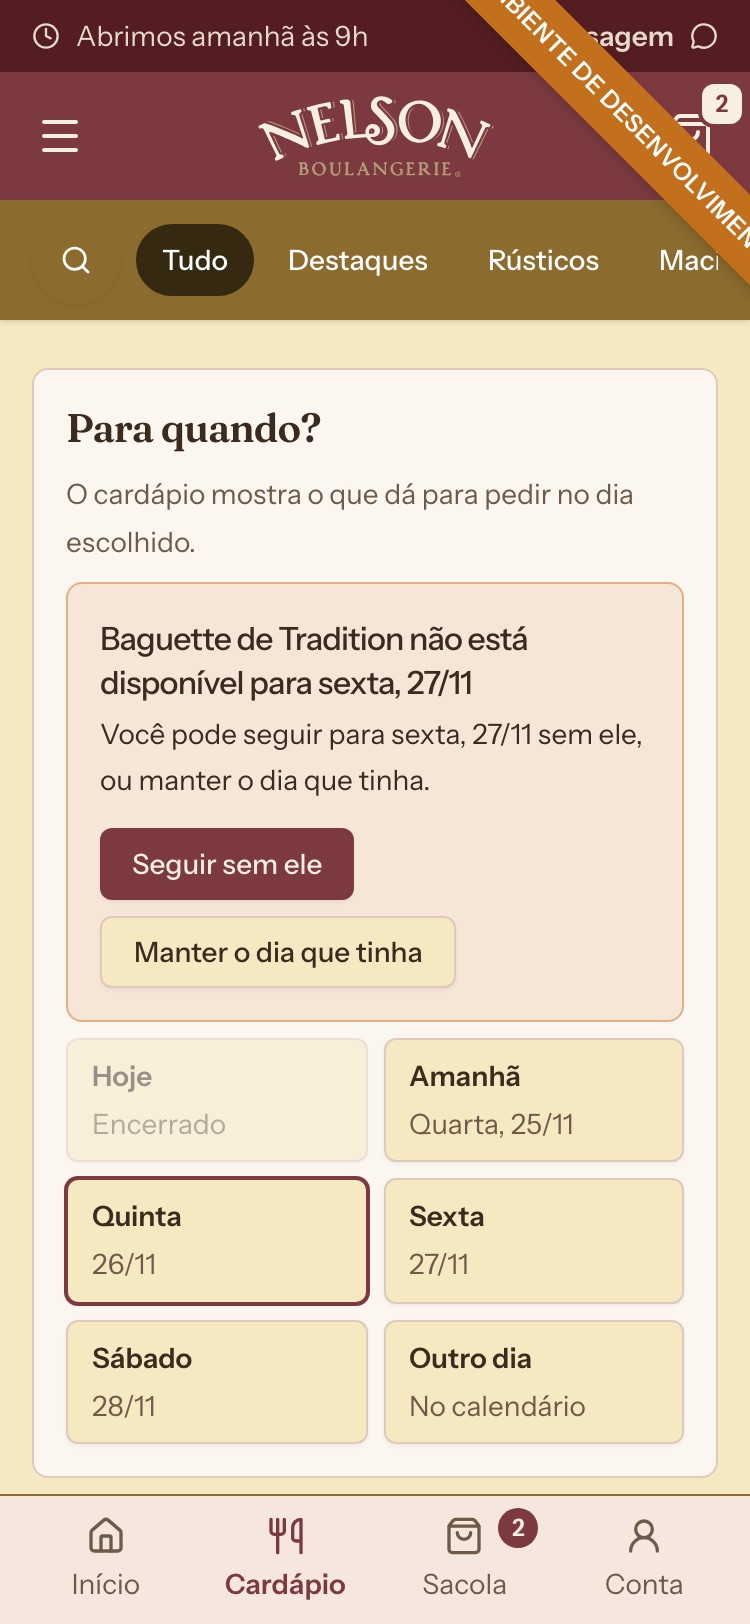 Abrimos amanhã às 9h
NELSON
BOULANGERIE
DE DESENVOLVIMEN
2
Tudo
Destaques
Rústicos
Para quando?
O cardápio mostra o que dá para pedir no dia
escolhido.
Baguette de Tradition não está
disponível para sexta, 27/11
Você pode seguir para sexta, 27/11 sem ele,
ou manter o dia que tinha.
Seguir sem ele
Manter o dia que tinha
Hoje
Encerrado
Amanhã
Quarta, 25/11
Quinta
26/11
Sexta
27/11
Sábado
28/11
Outro dia
No calendário
Início
Cardápio
Sacola
2
Conta